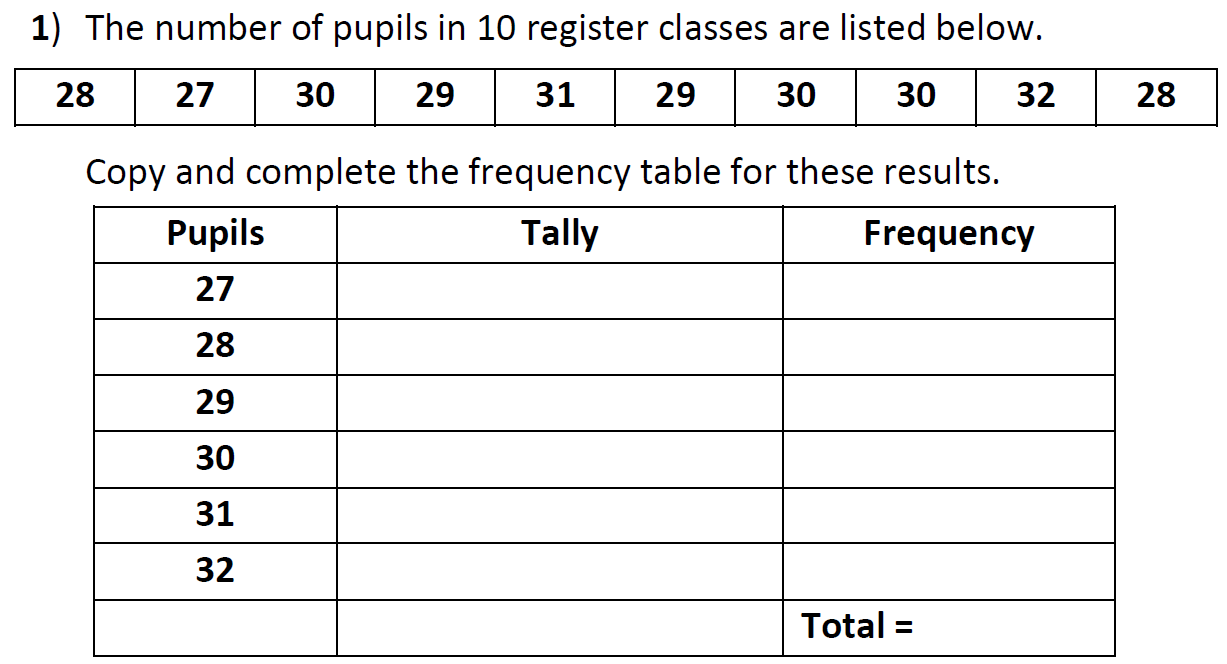 1) The number of pupils in 10 register classes are listed below.
28 27 30 29 31 29 30 30 32 28
Copy and complete the frequency table for these results.
Pupils Tally Frequency
27
28
29
30
31
32
Total =